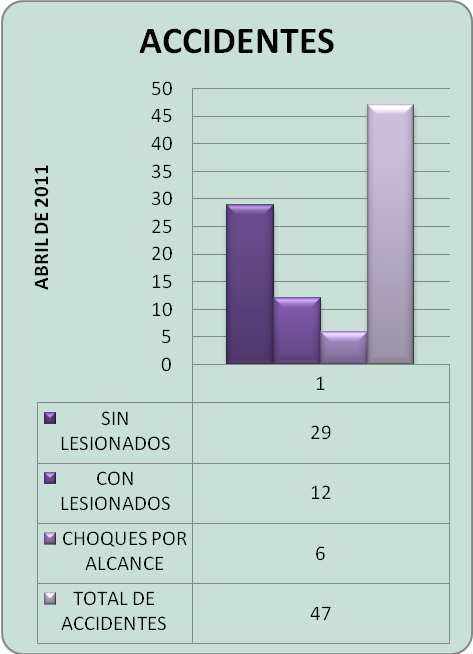 ACCIDENTES
ABRIL DE 2011
50
45
40
35
30
25
20
15
10
5
0
1
SIN
LESIONADOS
29
CON
LESIONADOS
12
CHOQUES POR
ALCANCE
6
TOTAL DE
ACCIDENTES
47